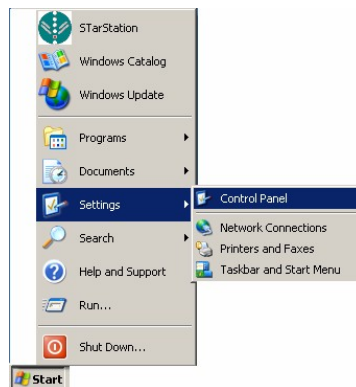 STarStation
Windows Catalog
Windows Update
Programs
Documents
Settings
Control Panel
Network Connections
Printers and Faxes
Taskbar and Start Menu
Search
Help and Support
Run...
Shut Down...
Start